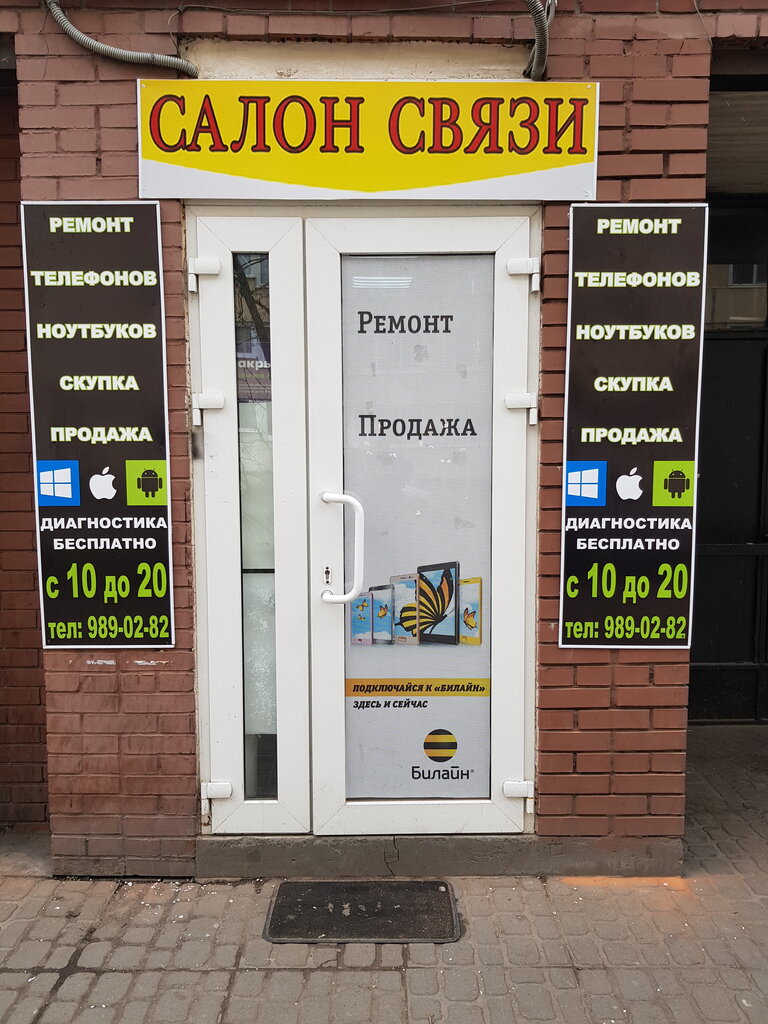 САЛОН СВЯЗИ
РЕМОНТ
ТЕЛЕФОНОВ
НОУТБУКОВ
СКУПКА
ПРОДАЖА
ДИАГНОСТИКА
БЕСПЛАТНО
с 10 до 20
тел: 989-02-82
Ремонт
Продажа
ПОДКЛЮЧАЙСЯ К «БИЛАЙН»
ЗДЕСЬ И СЕЙЧАС
Билайн®
РЕМОНТ
ТЕЛЕФОНОВ
НОУТБУКОВ
СКУПКА
ПРОДАЖА
ДИАГНОСТИКА
БЕСПЛАТНО
с 10 до 20
тел: 989-02-82